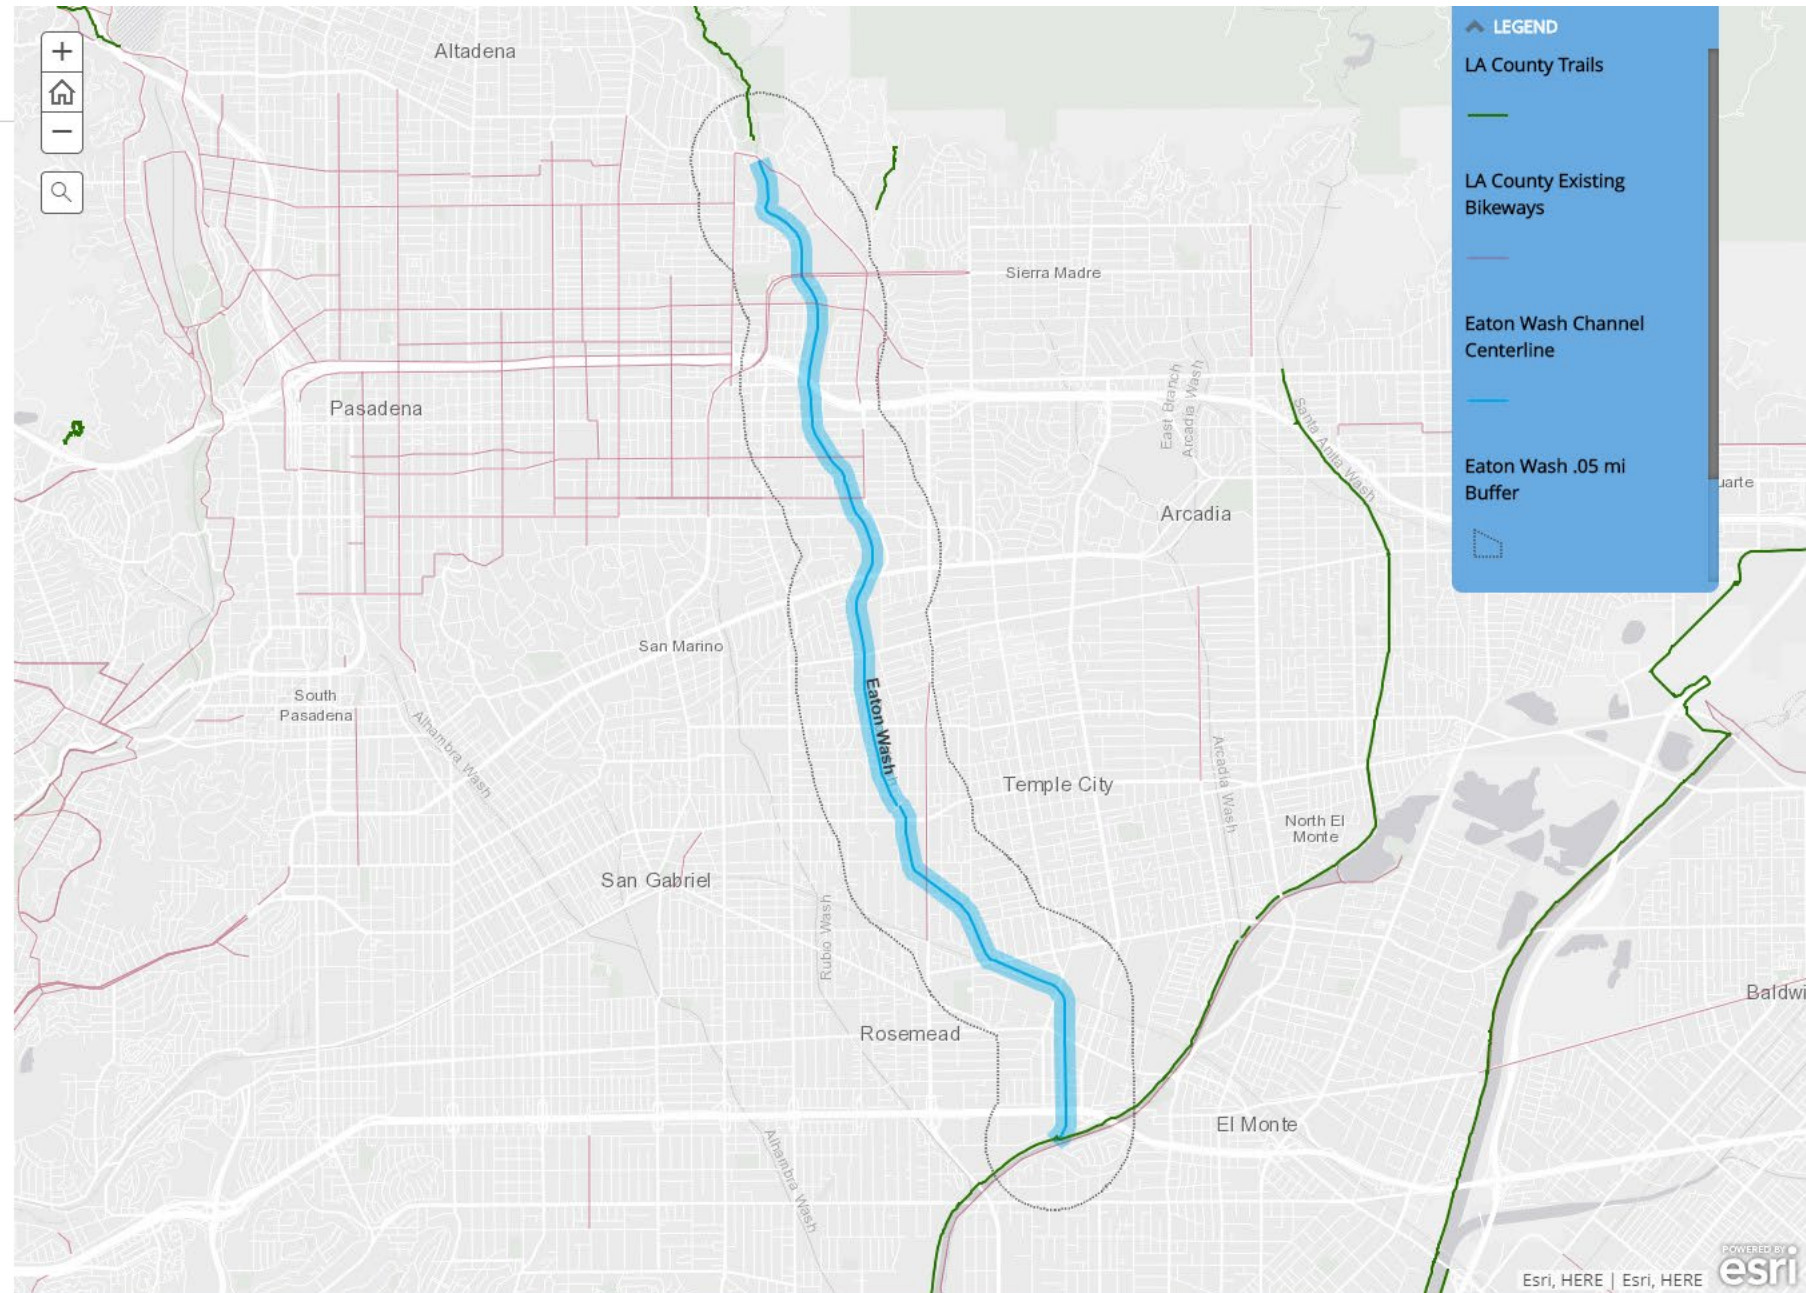 LEGEND
LA County Trails
LA County Existing
Bikeways
Eaton Wash Channel
Centerline
Eaton Wash .05 mi
Buffer
+
−
Altadena
Sierra Madre
Pasadena
East Branch
Arcadia Wash
Santa Anita Wash
uarte
Arcadia
San Marino
South
Pasadena
Alhambra Wash
Eaton Wash
Temple City
Arcadia Wash
North El
Monte
San Gabriel
Rubio Wash
Baldwi
Rosemead
El Monte
Alhambra Wash
POWERED BY
esri
Esri, HERE | Esri, HERE